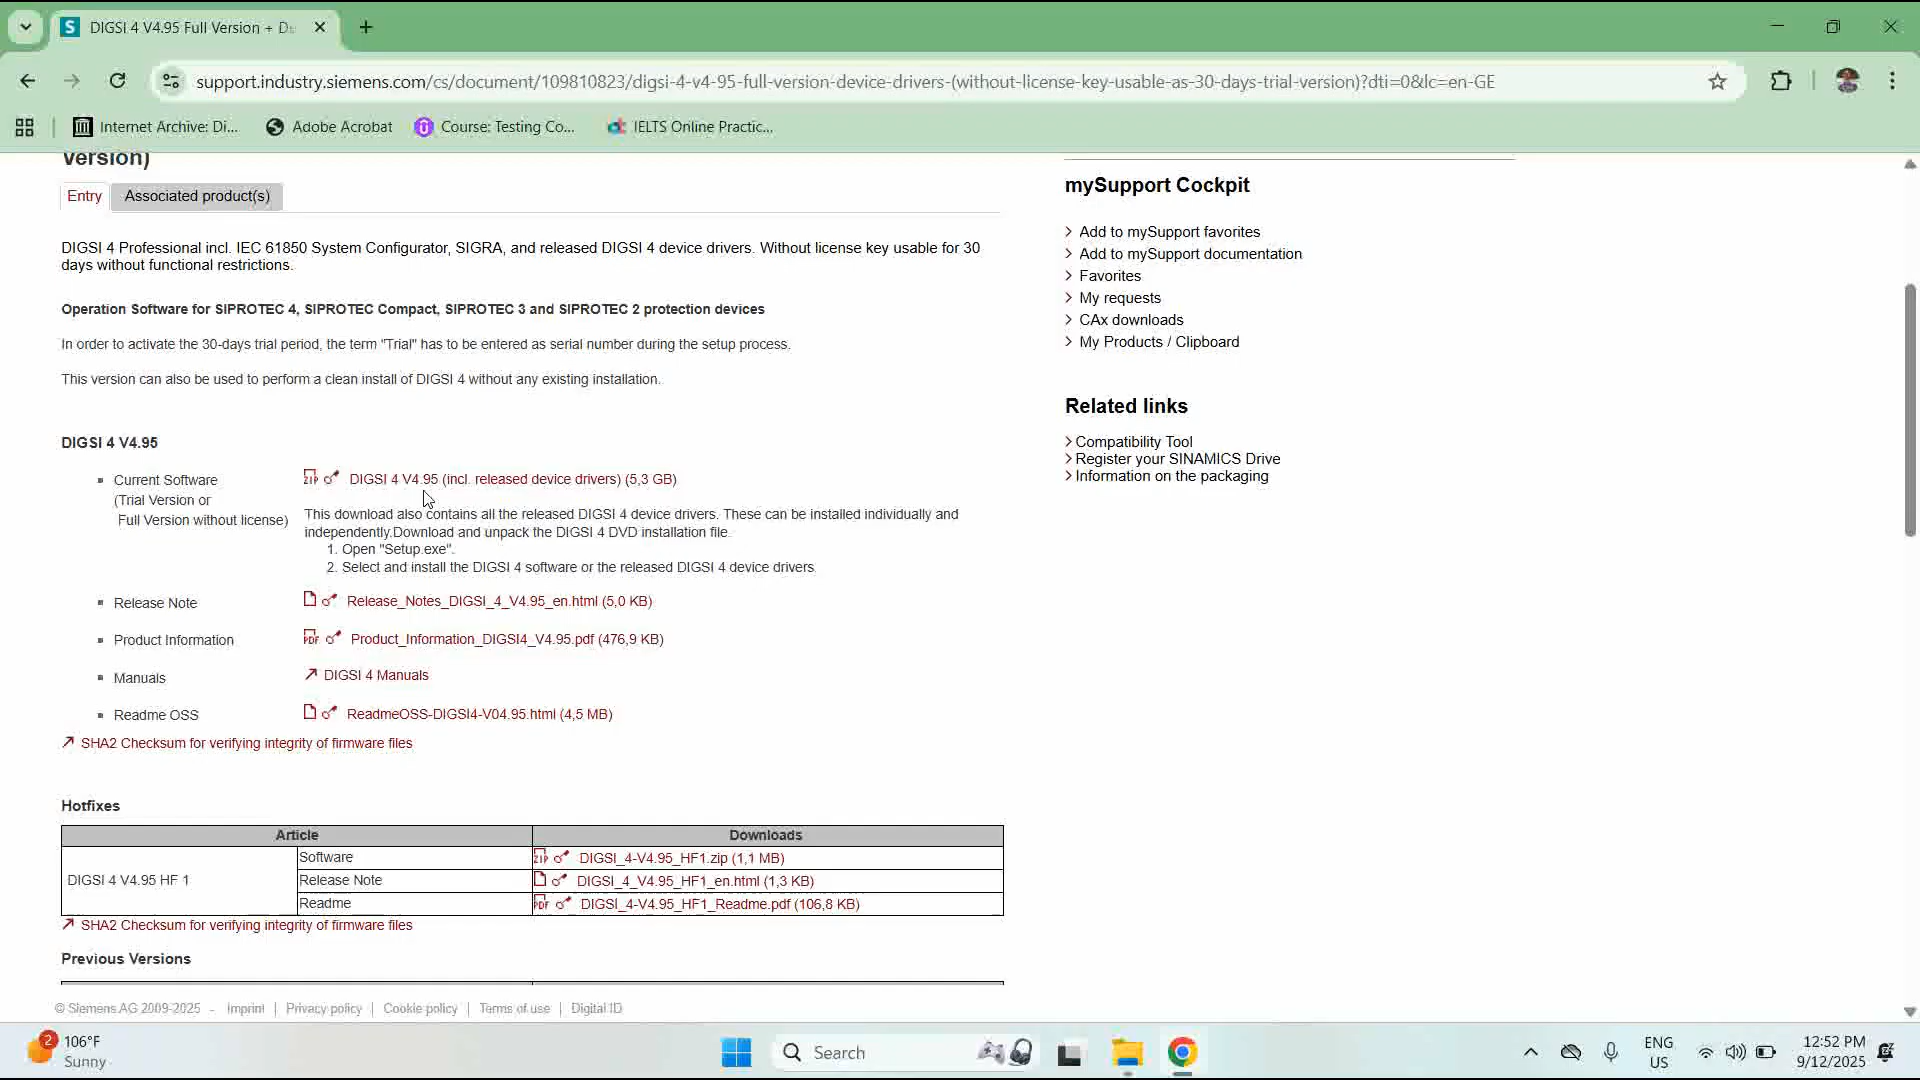 DIGSI 4 V4.95 Full Version + D
support.industry.siemens.com/cs/document/109810823/digsi-4-v4-95-full-version-device-drivers-(without-license-key-usable-as-30-days-trial-version)?dti=0&lc=en-GE
Internet Archive: Di...
Adobe Acrobat
Course: Testing Co...
IELTS Online Practic...
Version)
Entry
Associated product(s)
DIGSI 4 Professional incl. IEC 61850 System Configurator, SIGRA, and released DIGSI 4 device drivers. Without license key usable for 30
days without functional restrictions.
Operation Software for SIPROTEC 4, SIPROTEC Compact, SIPROTEC 3 and SIPROTEC 2 protection devices
In order to activate the 30-days trial period, the term "Trial" has to be entered as serial number during the setup process.
This version can also be used to perform a clean install of DIGSI 4 without any existing installation.
DIGSI 4 V4.95
Current Software
(Trial Version or
Full Version without license)
ZIP DIGSI 4 V4.95 (incl. released device drivers) (5,3 GB)
This download also contains all the released DIGSI 4 device drivers. These can be installed individually and
independently.Download and unpack the DIGSI 4 DVD installation file.
1. Open "Setup.exe".
2. Select and install the DIGSI 4 software or the released DIGSI 4 device drivers.
Release Note
Release_Notes_DIGSI_4_V4.95_en.html (5,0 KB)
Product Information
PDF Product_Information_DIGSI4_V4.95.pdf (476,9 KB)
Manuals
DIGSI 4 Manuals
Readme OSS
ReadmeOSS-DIGSI4-V04.95.html (4,5 MB)
SHA2 Checksum for verifying integrity of firmware files
Hotfixes
Article
Downloads
DIGSI 4 V4.95 HF 1
Software
ZIP DIGSI_4-V4.95_HF1.zip (1,1 MB)
Release Note
DIGSI_4_V4.95_HF1_en.html (1,3 KB)
Readme
PDF DIGSI_4-V4.95_HF1_Readme.pdf (106,8 KB)
SHA2 Checksum for verifying integrity of firmware files
Previous Versions
mySupport Cockpit
Add to mySupport favorites
Add to mySupport documentation
Favorites
My requests
CAx downloads
My Products / Clipboard
Related links
Compatibility Tool
Register your SINAMICS Drive
Information on the packaging
© Siemens AG 2009-2025 - Imprint | Privacy policy | Cookie policy | Terms of use | Digital ID
2
106°F
Sunny
Search
ENG
US
12:52 PM
9/12/2025